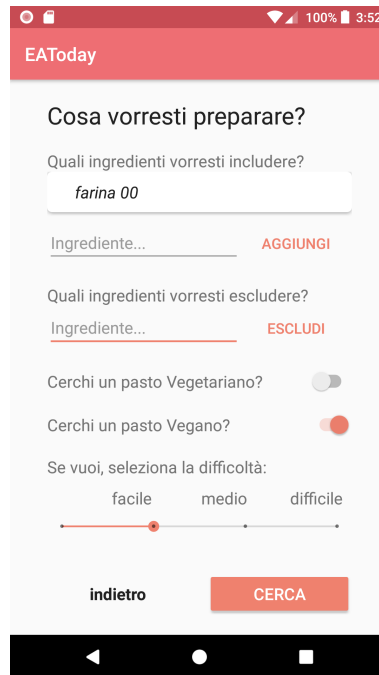 100% 3:52
EAToday
Cosa vorresti preparare?
Quali ingredienti vorresti includere?
farina 00
Ingrediente... AGGIUNGI
Quali ingredienti vorresti escludere?
Ingrediente... ESCLUDI
Cerchi un pasto Vegetariano?
Cerchi un pasto Vegano?
Se vuoi, seleziona la difficoltà:
facile medio difficile
indietro CERCA